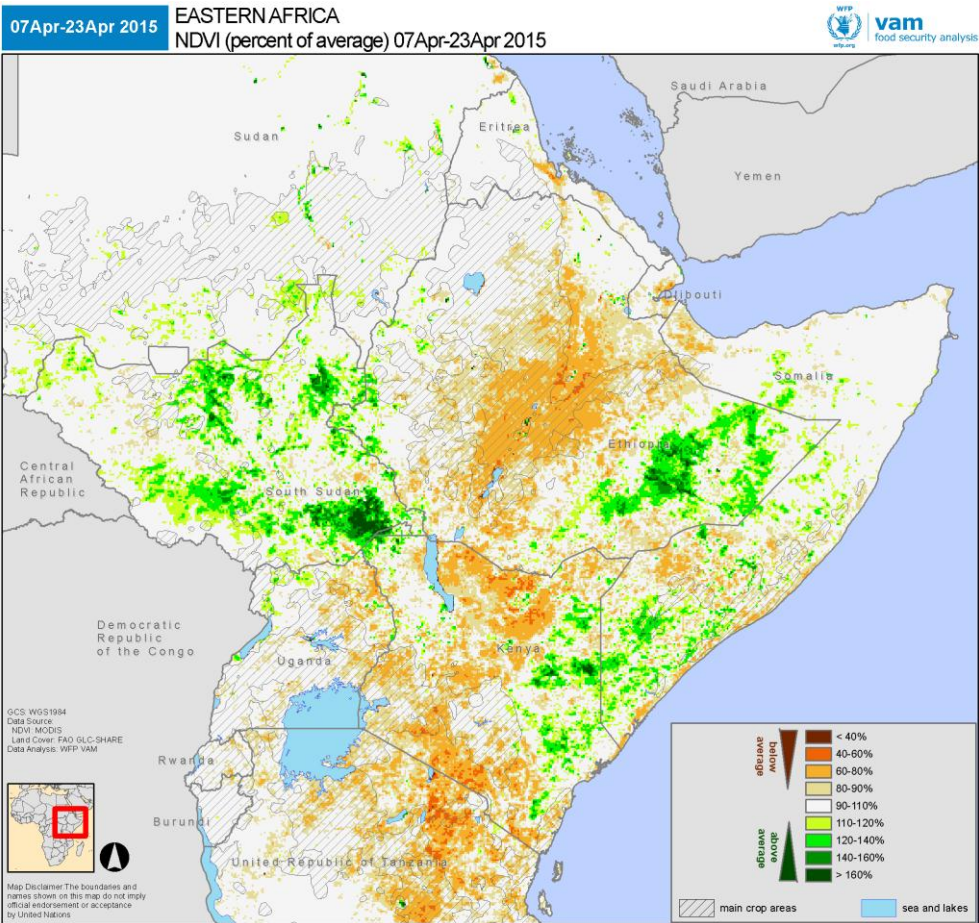 07Apr-23Apr 2015
EASTERN AFRICA
NDVI (percent of average) 07Apr-23Apr 2015
WFP
wfp.org
vam
food security analysis
Saudi Arabia
Sudan
Eritrea
Yemen
Djibouti
Somalia
Ethiopia
Central
African
Republic
South Sudan
Democratic
Republic
of the Congo
Uganda
Kenya
GCS: WGS1984
Data Source:
NDVI: MODIS
Land Cover: FAO GLC-SHARE
Data Analysis: WFP VAM
Rwanda
Burundi
United Republic of Tanzania
Map Disclaimer:The boundaries and
names shown on this map do not imply
official endorsement or acceptance
by United Nations
below
average
above
average
< 40%
40-60%
60-80%
80-90%
90-110%
110-120%
120-140%
140-160%
> 160%
main crop areas
sea and lakes